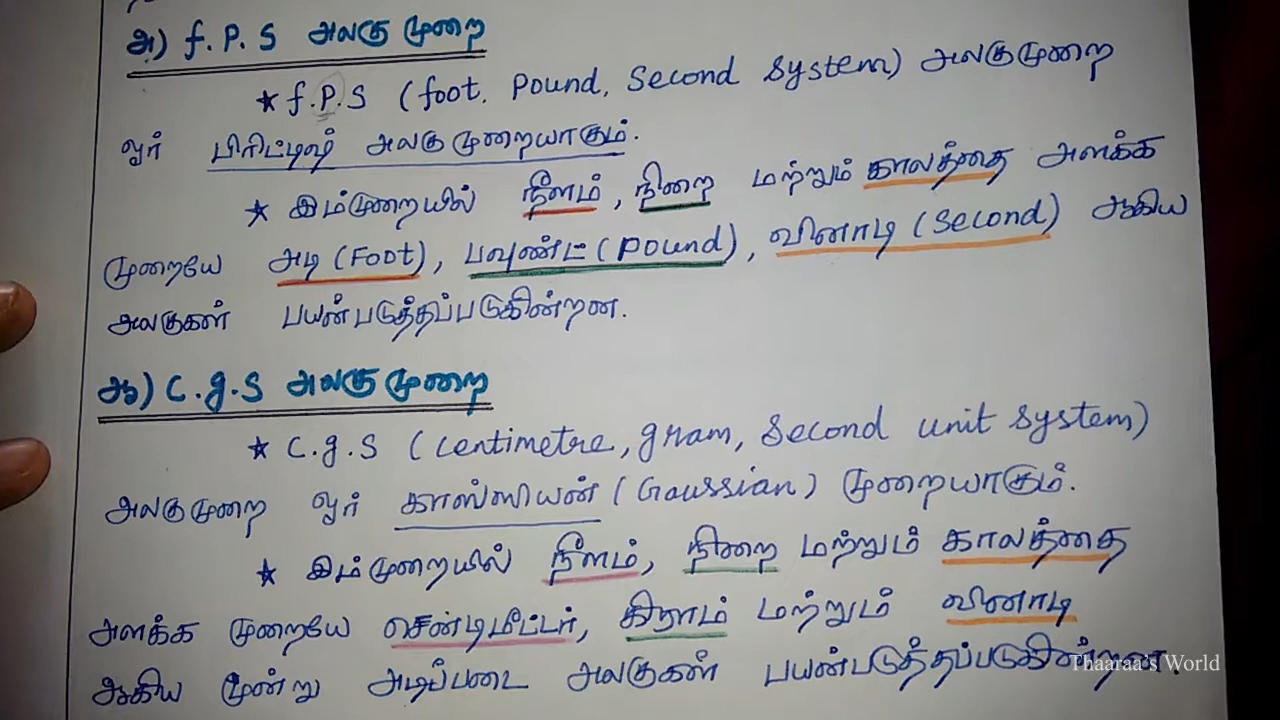 அ) f.P.S அலகு முறை
★ f.P.S (foot, Pound, Second System) அலகுமுறை
ஓர் பிரிட்டிஷ் அலகுமுறையாகும்.
★ இம்முறையில் நீளம், நிறை மற்றும் காலத்தை அளக்க
முறையே அடி (Foot), பவுண்ட் (Pound), வினாடி (Second) ஆகிய
அலகுகள் பயன்படுத்தப்படுகின்றன.
ஆ) C.g.S அலகு முறை
★ C.g.S (Centimetre, gram, Second unit System)
அலகுமுறை ஓர் காஸ்ஸியன் (Gaussian) முறையாகும்.
★ இம்முறையில் நீளம், நிறை மற்றும் காலத்தை
அளக்க முறையே சென்டிமீட்டர், கிராம் மற்றும் வினாடி
ஆகிய மூன்று அடிப்படை அலகுகள் பயன்படுத்தப்படுகின்றன.
Thaaraa's World